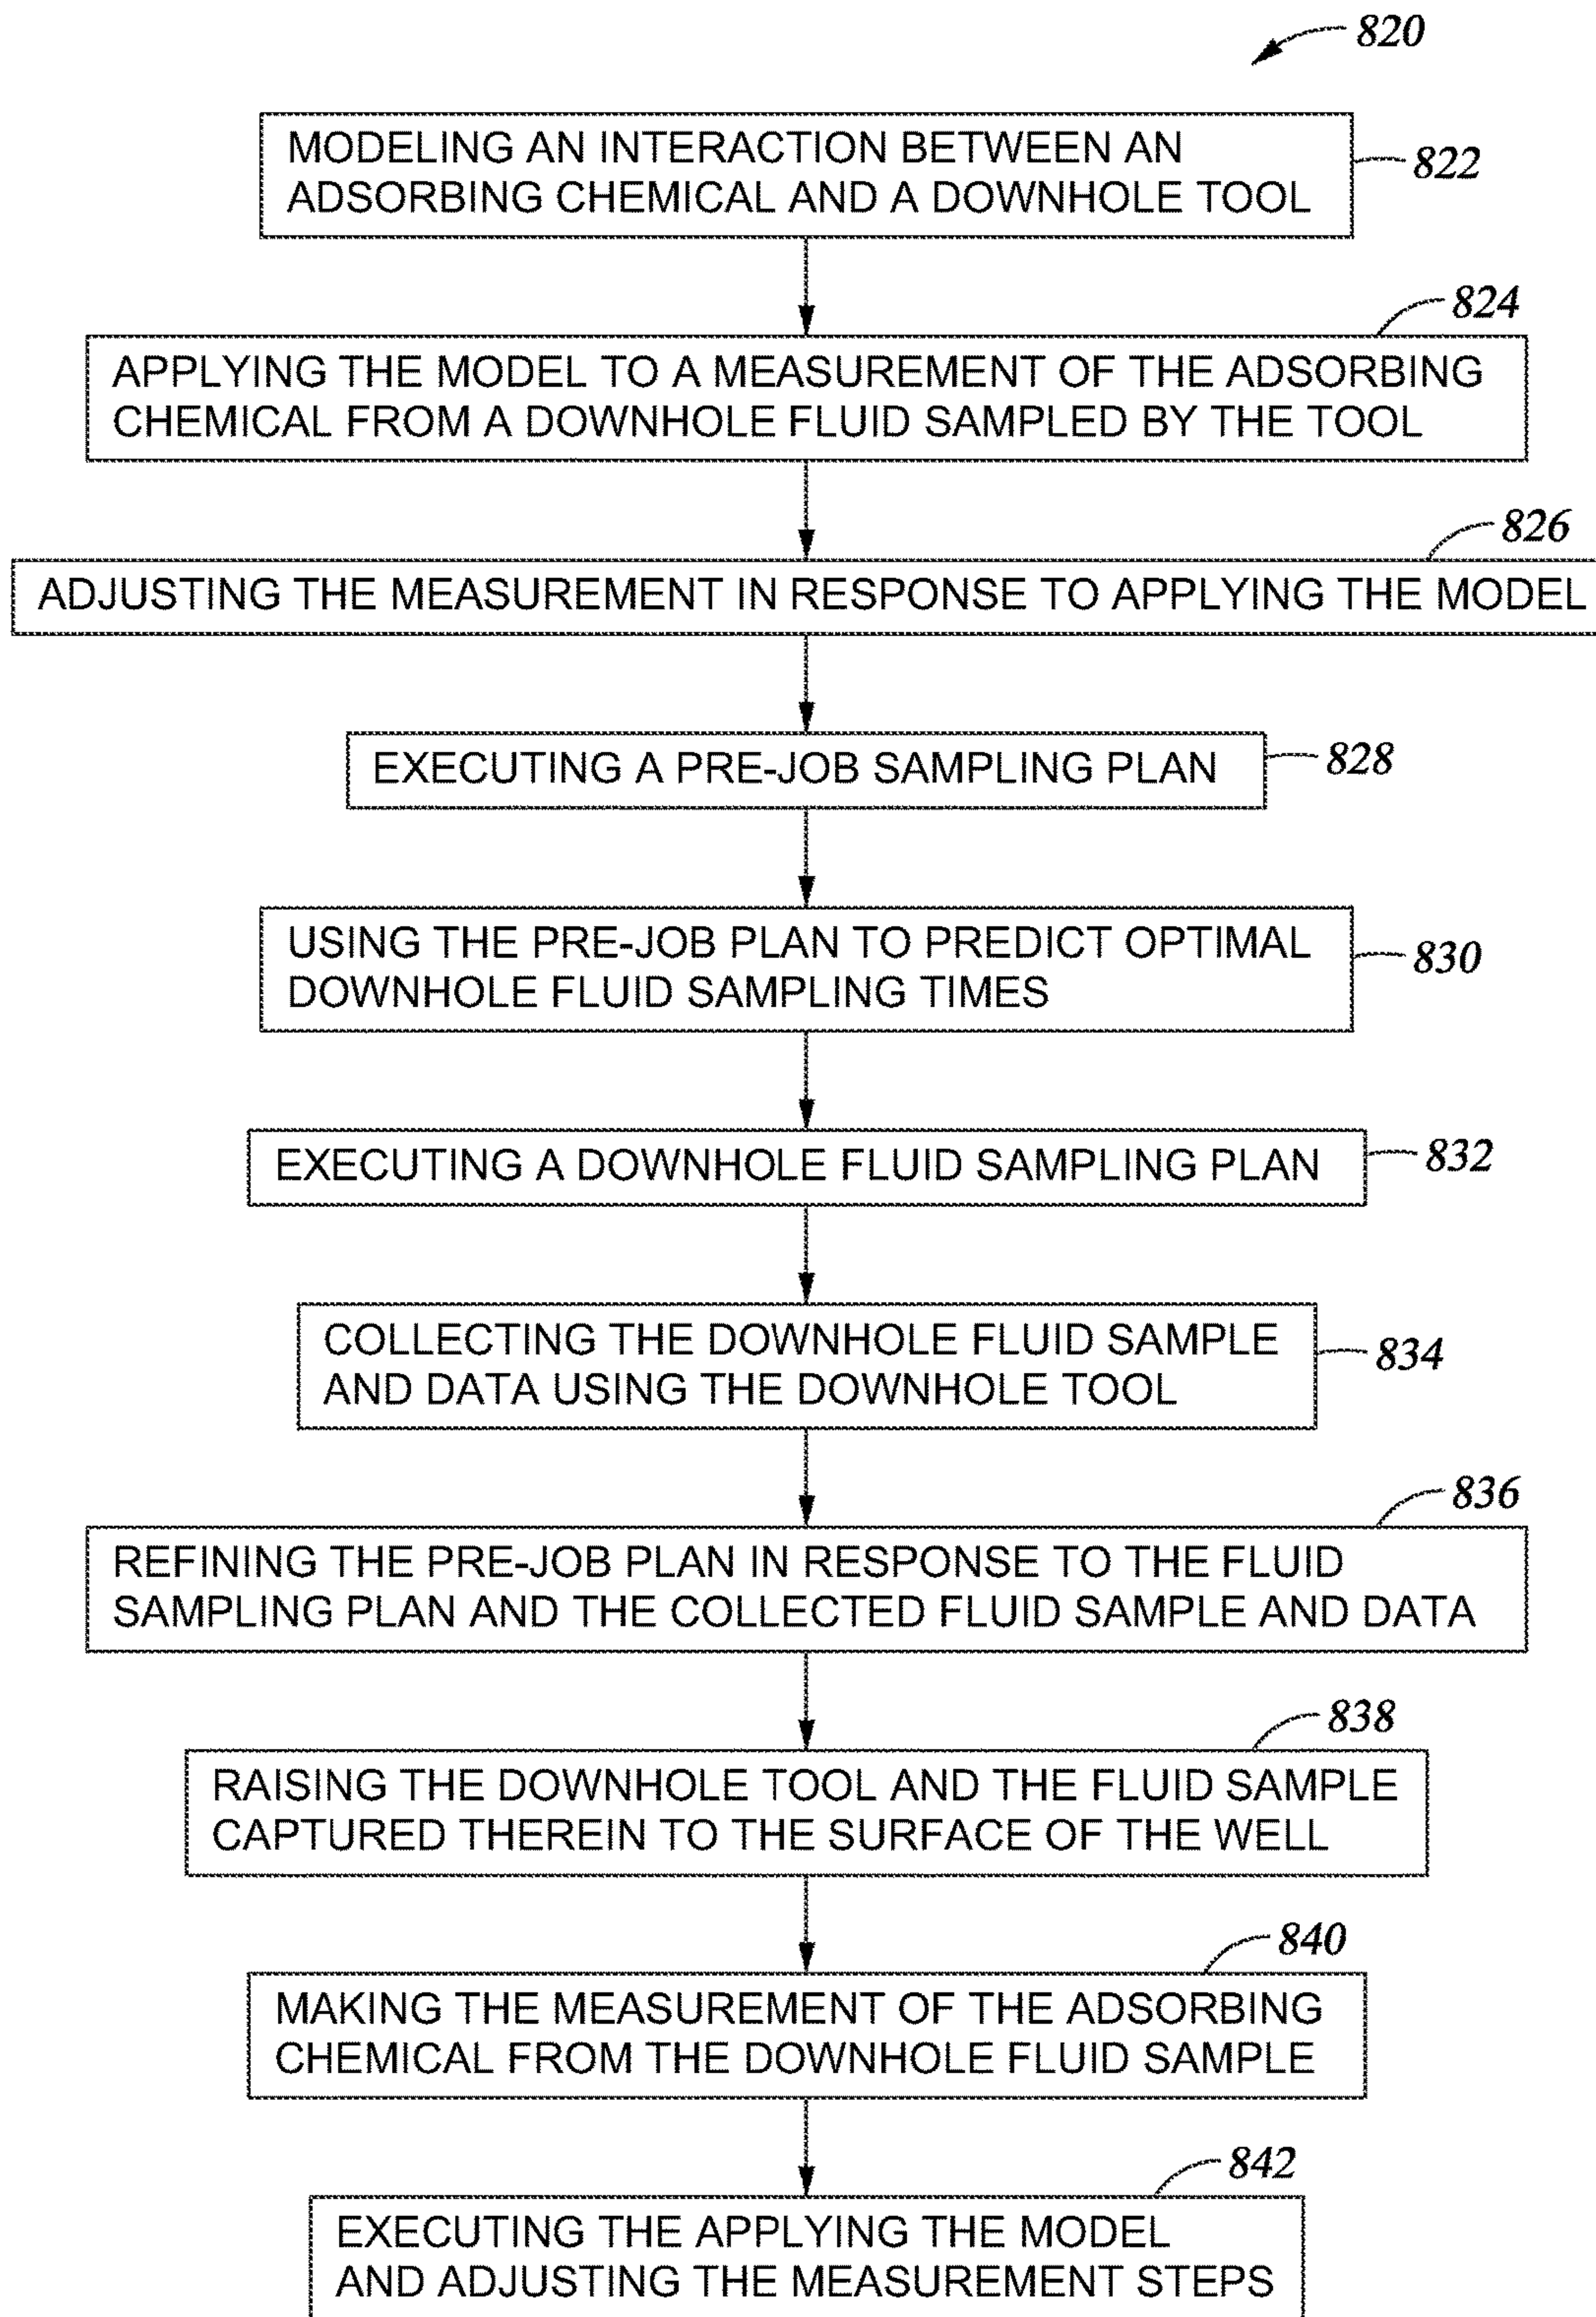 820
MODELING AN INTERACTION BETWEEN AN
ADSORBING CHEMICAL AND A DOWNHOLE TOOL
822
824
APPLYING THE MODEL TO A MEASUREMENT OF THE ADSORBING
CHEMICAL FROM A DOWNHOLE FLUID SAMPLED BY THE TOOL
826
ADJUSTING THE MEASUREMENT IN RESPONSE TO APPLYING THE MODEL
EXECUTING A PRE-JOB SAMPLING PLAN
828
USING THE PRE-JOB PLAN TO PREDICT OPTIMAL
DOWNHOLE FLUID SAMPLING TIMES
830
EXECUTING A DOWNHOLE FLUID SAMPLING PLAN
832
COLLECTING THE DOWNHOLE FLUID SAMPLE
AND DATA USING THE DOWNHOLE TOOL
834
836
REFINING THE PRE-JOB PLAN IN RESPONSE TO THE FLUID
SAMPLING PLAN AND THE COLLECTED FLUID SAMPLE AND DATA
838
RAISING THE DOWNHOLE TOOL AND THE FLUID SAMPLE
CAPTURED THEREIN TO THE SURFACE OF THE WELL
840
MAKING THE MEASUREMENT OF THE ADSORBING
CHEMICAL FROM THE DOWNHOLE FLUID SAMPLE
842
EXECUTING THE APPLYING THE MODEL
AND ADJUSTING THE MEASUREMENT STEPS